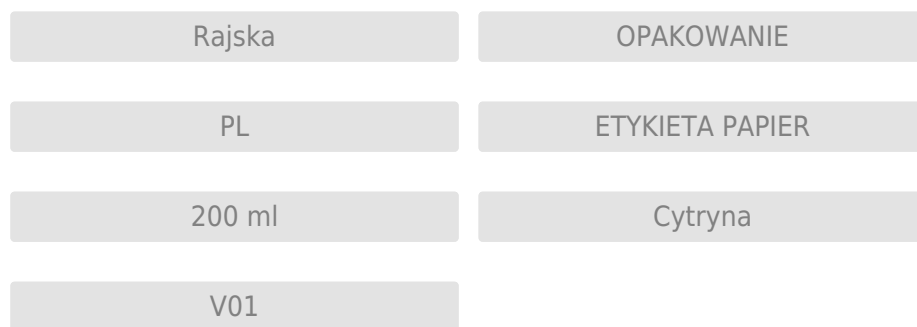 Rajska
OPAKOWANIE
PL
ETYKIETA PAPIER
200 ml
Cytryna
V01